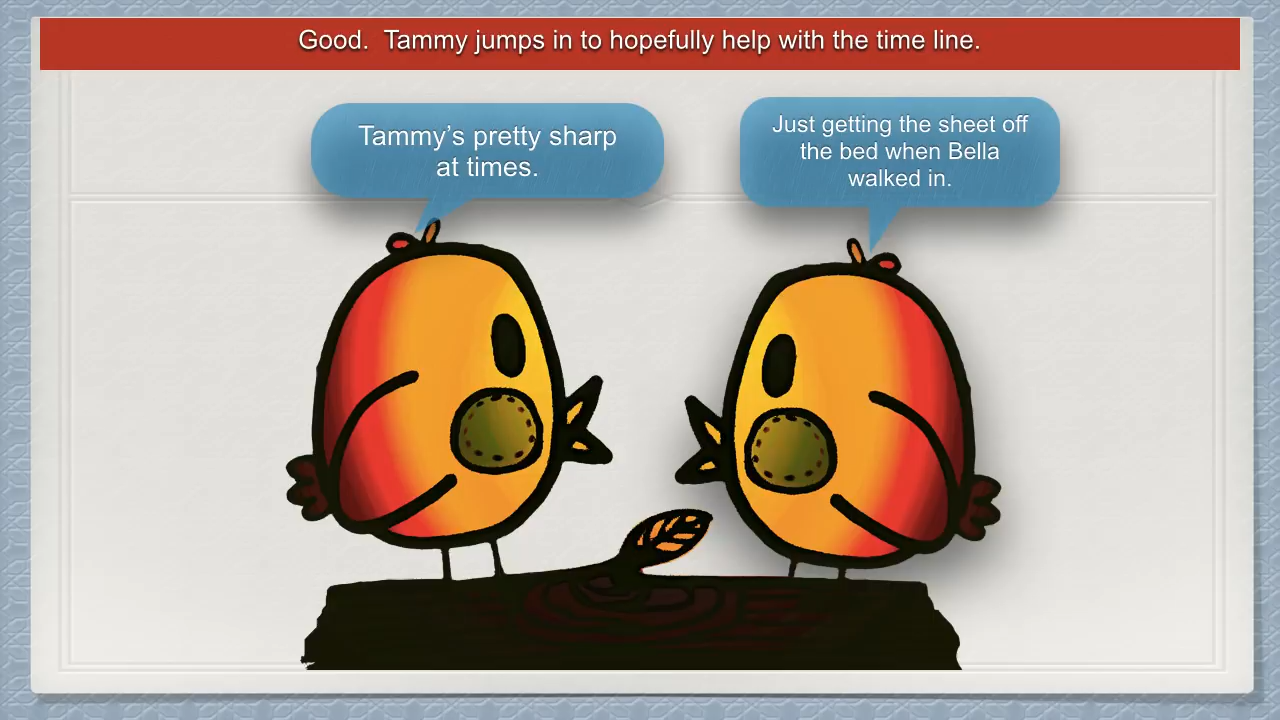 Good.  Tammy jumps in to hopefully help with the time line.
Tammy’s pretty sharp
at times.
Just getting the sheet off
the bed when Bella
walked in.